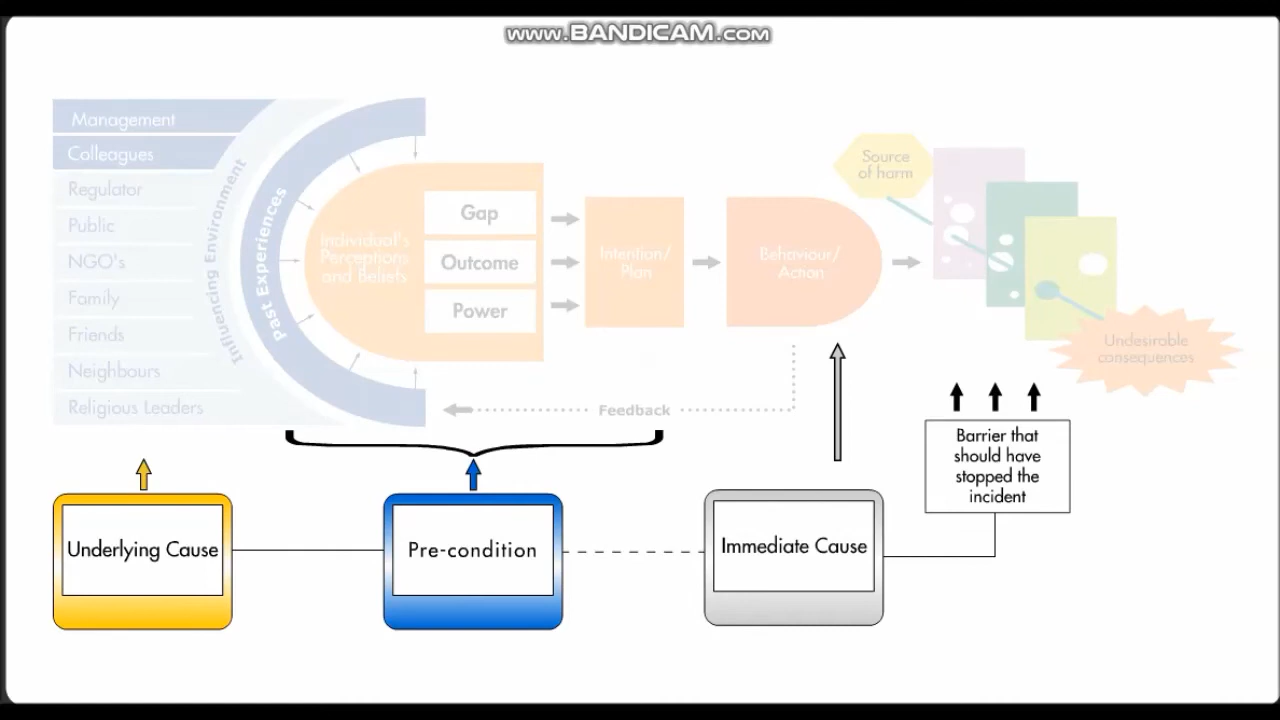 www.BANDICAM.com
Management
Colleagues
Regulator
Public
NGO's
Family
Friends
Neighbours
Religious Leaders
Influencing Environment
Past Experiences
Individual's
Perceptions
and Beliefs
Gap
Outcome
Power
Intention/
Plan
Behaviour/
Action
Source
of harm
Undesirable
consequences
Feedback
Barrier that
should have
stopped the
incident
Underlying Cause
Pre-condition
Immediate Cause